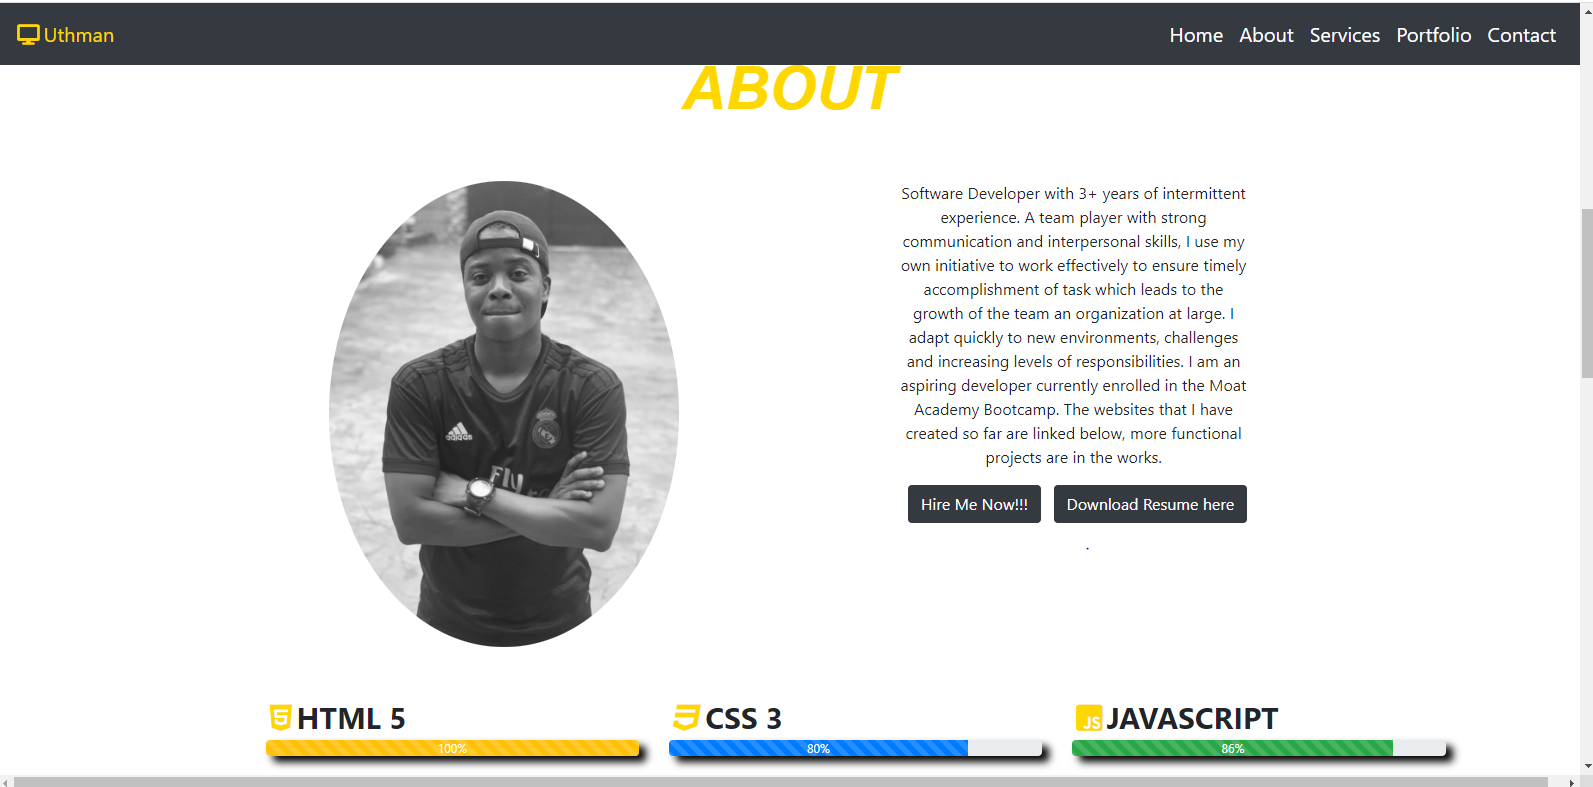 Uthman
Home About Services Portfolio Contact
ABOUT
Software Developer with 3+ years of intermittent
experience. A team player with strong
communication and interpersonal skills, I use my
own initiative to work effectively to ensure timely
accomplishment of task which leads to the
growth of the team an organization at large. I
adapt quickly to new environments, challenges
and increasing levels of responsibilities. I am an
aspiring developer currently enrolled in the Moat
Academy Bootcamp. The websites that I have
created so far are linked below, more functional
projects are in the works.
Hire Me Now!!! Download Resume here
.
adidas
Fly
5 HTML 5
100%
CSS 3
80%
JS JAVASCRIPT
86%